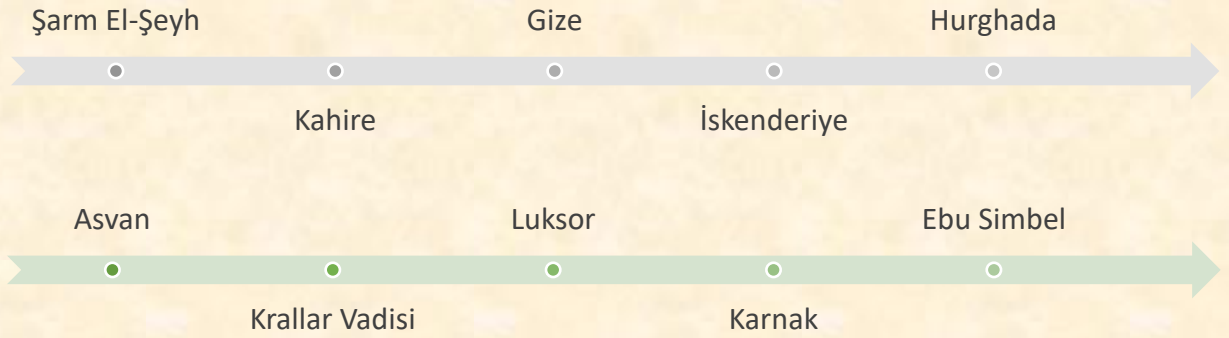 Şarm El-Şeyh
Gize
Hurghada
Kahire
İskenderiye
Asvan
Luksor
Ebu Simbel
Krallar Vadisi
Karnak